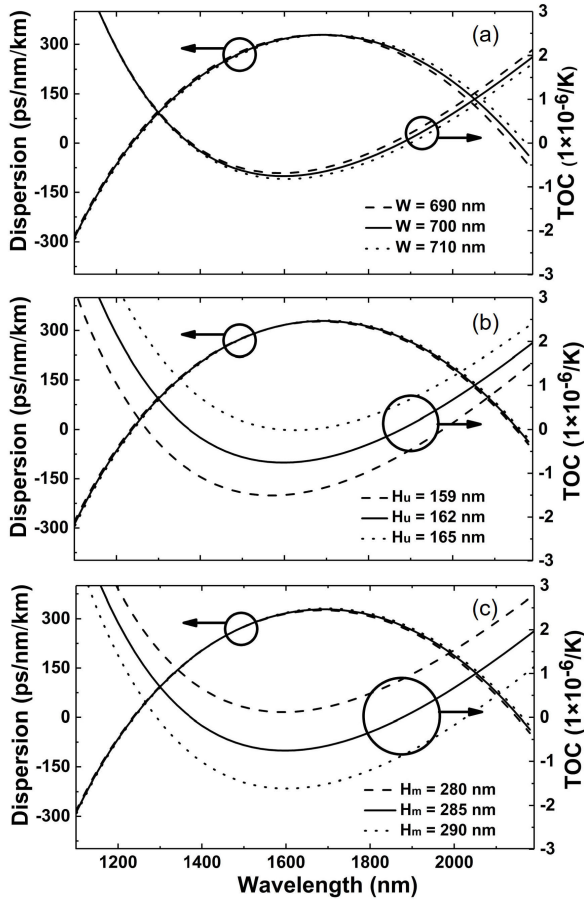 (a)
Dispersion (ps/nm/km)
300
150
0
-150
-300
3
2
1
0
-1
-2
-3
TOC (1×10⁻⁶/K)
W = 690 nm
W = 700 nm
W = 710 nm
(b)
Dispersion (ps/nm/km)
300
150
0
-150
-300
3
2
1
0
-1
-2
-3
TOC (1×10⁻⁶/K)
Hu = 159 nm
Hu = 162 nm
Hu = 165 nm
(c)
Dispersion (ps/nm/km)
300
150
0
-150
-300
3
2
1
0
-1
-2
-3
TOC (1×10⁻⁶/K)
Hm = 280 nm
Hm = 285 nm
Hm = 290 nm
1200 1400 1600 1800 2000
Wavelength (nm)